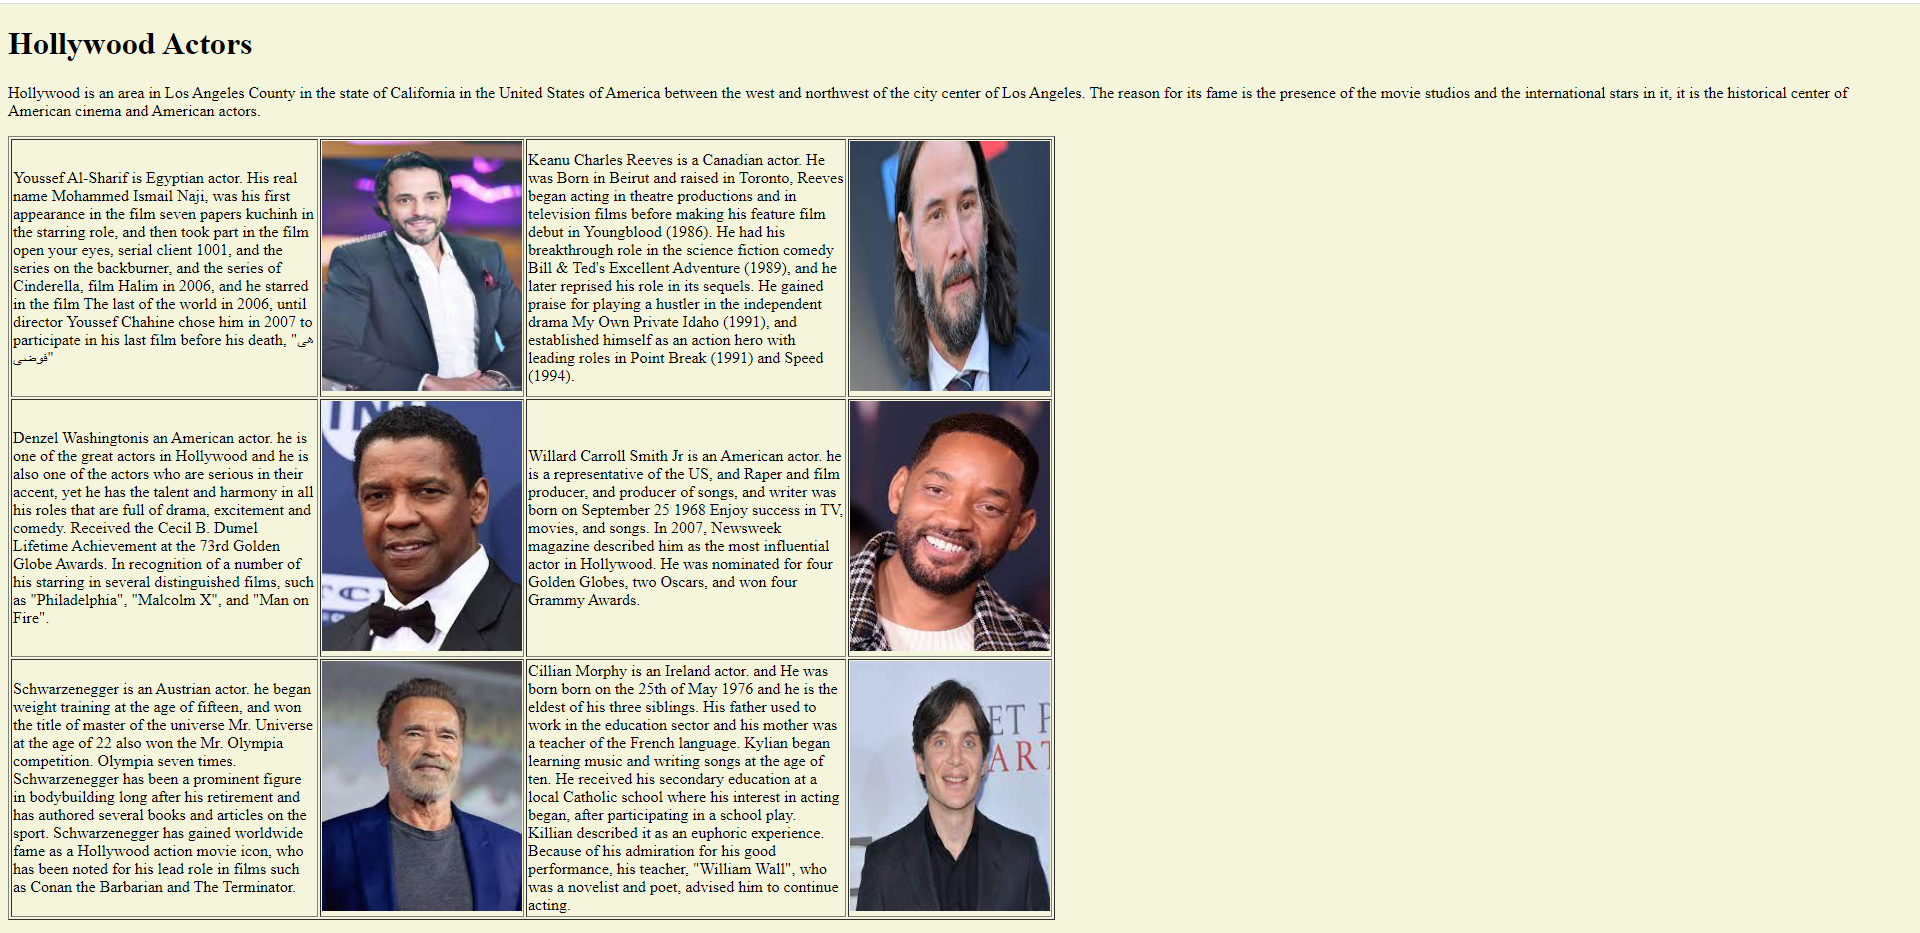 Hollywood Actors
Hollywood is an area in Los Angeles County in the state of California in the United States of America between the west and northwest of the city center of Los Angeles. The reason for its fame is the presence of the movie studios and the international stars in it, it is the historical center of
American cinema and American actors.
Youssef Al-Sharif is Egyptian actor. His real
name Mohammed Ismail Naji, was his first
appearance in the film seven papers kuchinh in
the starring role, and then took part in the film
open your eyes, serial client 1001, and the
series on the backburner, and the series of
Cinderella, film Halim in 2006, and he starred
in the film The last of the world in 2006, until
director Youssef Chahine chose him in 2007 to
participate in his last film before his death, "هى
فوضى"
Keanu Charles Reeves is a Canadian actor. He
was Born in Beirut and raised in Toronto, Reeves
began acting in theatre productions and in
television films before making his feature film
debut in Youngblood (1986). He had his
breakthrough role in the science fiction comedy
Bill & Ted's Excellent Adventure (1989), and he
later reprised his role in its sequels. He gained
praise for playing a hustler in the independent
drama My Own Private Idaho (1991), and
established himself as an action hero with
leading roles in Point Break (1991) and Speed
(1994).
Denzel Washingtonis an American actor. he is
one of the great actors in Hollywood and he is
also one of the actors who are serious in their
accent, yet he has the talent and harmony in all
his roles that are full of drama, excitement and
comedy. Received the Cecil B. Dumel
Lifetime Achievement at the 73rd Golden
Globe Awards. In recognition of a number of
his starring in several distinguished films, such
as "Philadelphia", "Malcolm X", and "Man on
Fire".
Willard Carroll Smith Jr is an American actor. he
is a representative of the US, and Raper and film
producer, and producer of songs, and writer was
born on September 25 1968 Enjoy success in TV,
movies, and songs. In 2007, Newsweek
magazine described him as the most influential
actor in Hollywood. He was nominated for four
Golden Globes, two Oscars, and won four
Grammy Awards.
Schwarzenegger is an Austrian actor. he began
weight training at the age of fifteen, and won
the title of master of the universe Mr. Universe
at the age of 22 also won the Mr. Olympia
competition. Olympia seven times.
Schwarzenegger has been a prominent figure
in bodybuilding long after his retirement and
has authored several books and articles on the
sport. Schwarzenegger has gained worldwide
fame as a Hollywood action movie icon, who
has been noted for his lead role in films such
as Conan the Barbarian and The Terminator.
Cillian Morphy is an Ireland actor. and He was
born born on the 25th of May 1976 and he is the
eldest of his three siblings. His father used to
work in the education sector and his mother was
a teacher of the French language. Kylian began
learning music and writing songs at the age of
ten. He received his secondary education at a
local Catholic school where his interest in acting
began, after participating in a school play.
Killian described it as an euphoric experience.
Because of his admiration for his good
performance, his teacher, "William Wall", who
was a novelist and poet, advised him to continue
acting.
ET P
ART